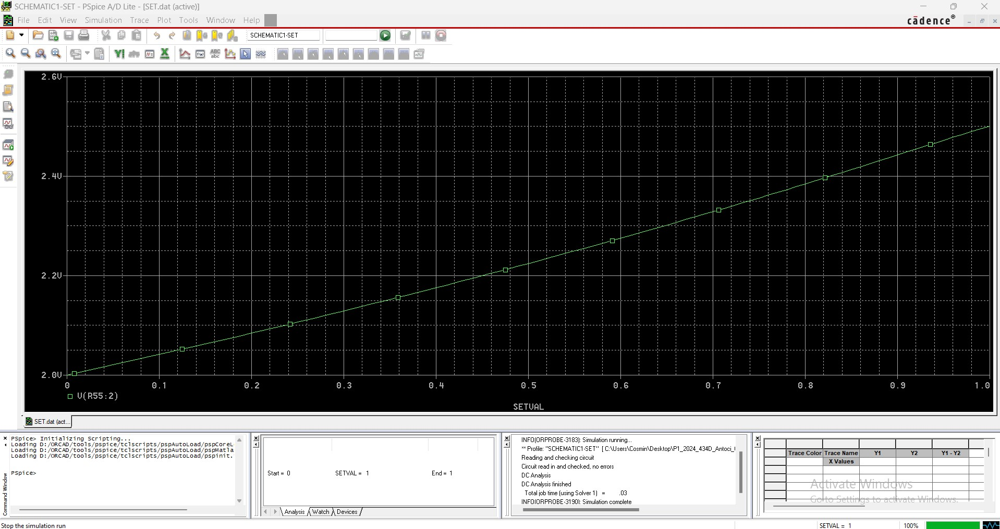 SCHEMATIC1-SET - PSpice A/D Lite - [SET.dat (active)]
File Edit View Simulation Trace Plot Tools Window Help
cādence®
SCHEMATIC1-SET
2.6V
2.4V
2.2V
2.0V
0 0.1 0.2 0.3 0.4 0.5 0.6 0.7 0.8 0.9 1.0
V(R55:2)
SETVAL
SET.dat (act...
Command Window
PSpice> Initializing Scripting...
Loading D:/ORCAD/tools/pspice/tclscripts/pspAutoLoad/pspCoreL
Loading D:/ORCAD/tools/pspice/tclscripts/pspAutoLoad/pspMatla
Loading D:/ORCAD/tools/pspice/tclscripts/pspAutoLoad/pspinit.
PSpice>
Start = 0 SETVAL = 1 End = 1
Analysis Watch Devices
INFO(ORPROBE-3183): Simulation running...
** Profile: "SCHEMATIC1-SET" [ C:\Users\Cosmin\Desktop\P1_2024_434D_Antoci_
Reading and checking circuit
Circuit read in and checked, no errors
DC Analysis
DC Analysis finished
Total job time (using Solver 1) = .03
INFO(ORPROBE-3190): Simulation complete
Trace Color Trace Name Y1 Y2 Y1 - Y2
X Values
Activate Windows
Go to Settings to activate Windows.
Stop the simulation run
SETVAL = 1 100%